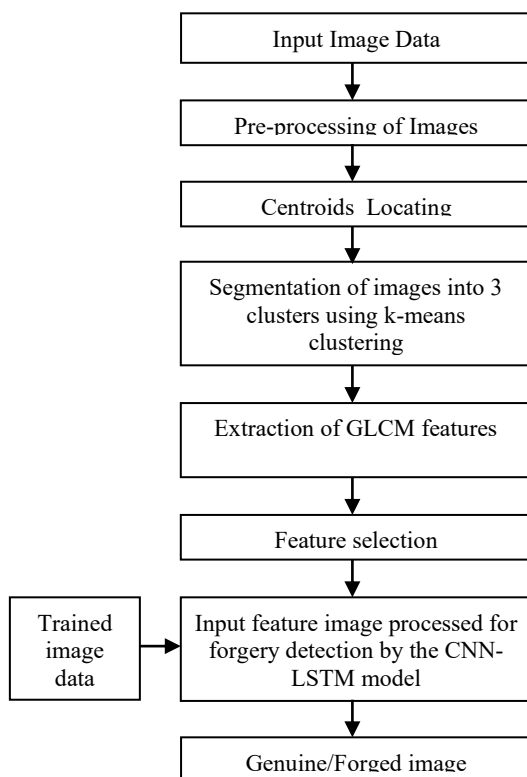 Input Image Data
Pre-processing of Images
Centroids Locating
Segmentation of images into 3
clusters using k-means
clustering
Extraction of GLCM features
Feature selection
Trained
image
data
Input feature image processed for
forgery detection by the CNN-
LSTM model
Genuine/Forged image